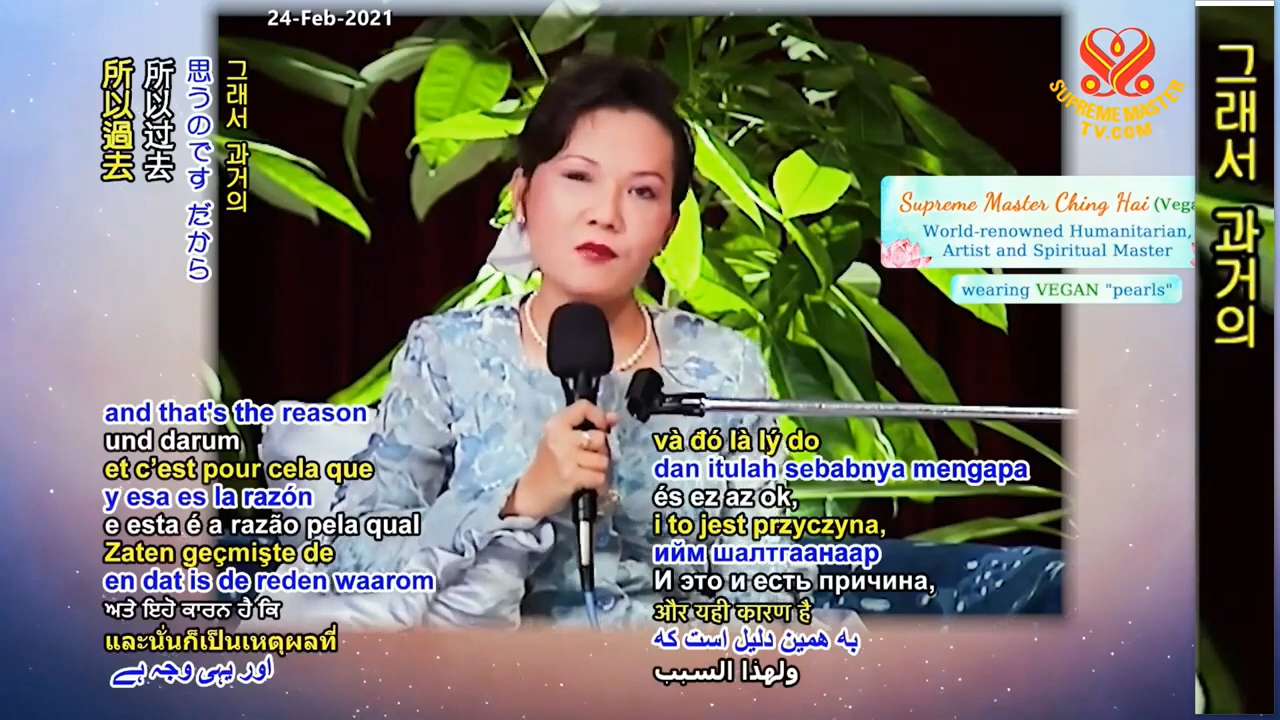 24-Feb-2021
所以過去
所以过去
思うのです だから
그래서 과거의
SUPREME MASTER
TV.COM
Supreme Master Ching Hai (Vega
World-renowned Humanitarian,
Artist and Spiritual Master
wearing VEGAN "pearls"
그래서 과거의
and that's the reason
und darum
et c'est pour cela que
y esa es la razón
e esta é a razão pela qual
Zaten geçmişte de
en dat is de reden waarom
ਅਤੇ ਇਹੋ ਕਾਰਨ ਹੈ ਕਿ
และนั่นก็เป็นเหตุผลที่
اور یہی وجہ ہے
và đó là lý do
dan itulah sebabnya mengapa
és ez az ok,
i to jest przyczyna,
ийм шалтгаанаар
И это и есть причина,
और यही कारण है
به همین دلیل است که
ولهذا السبب